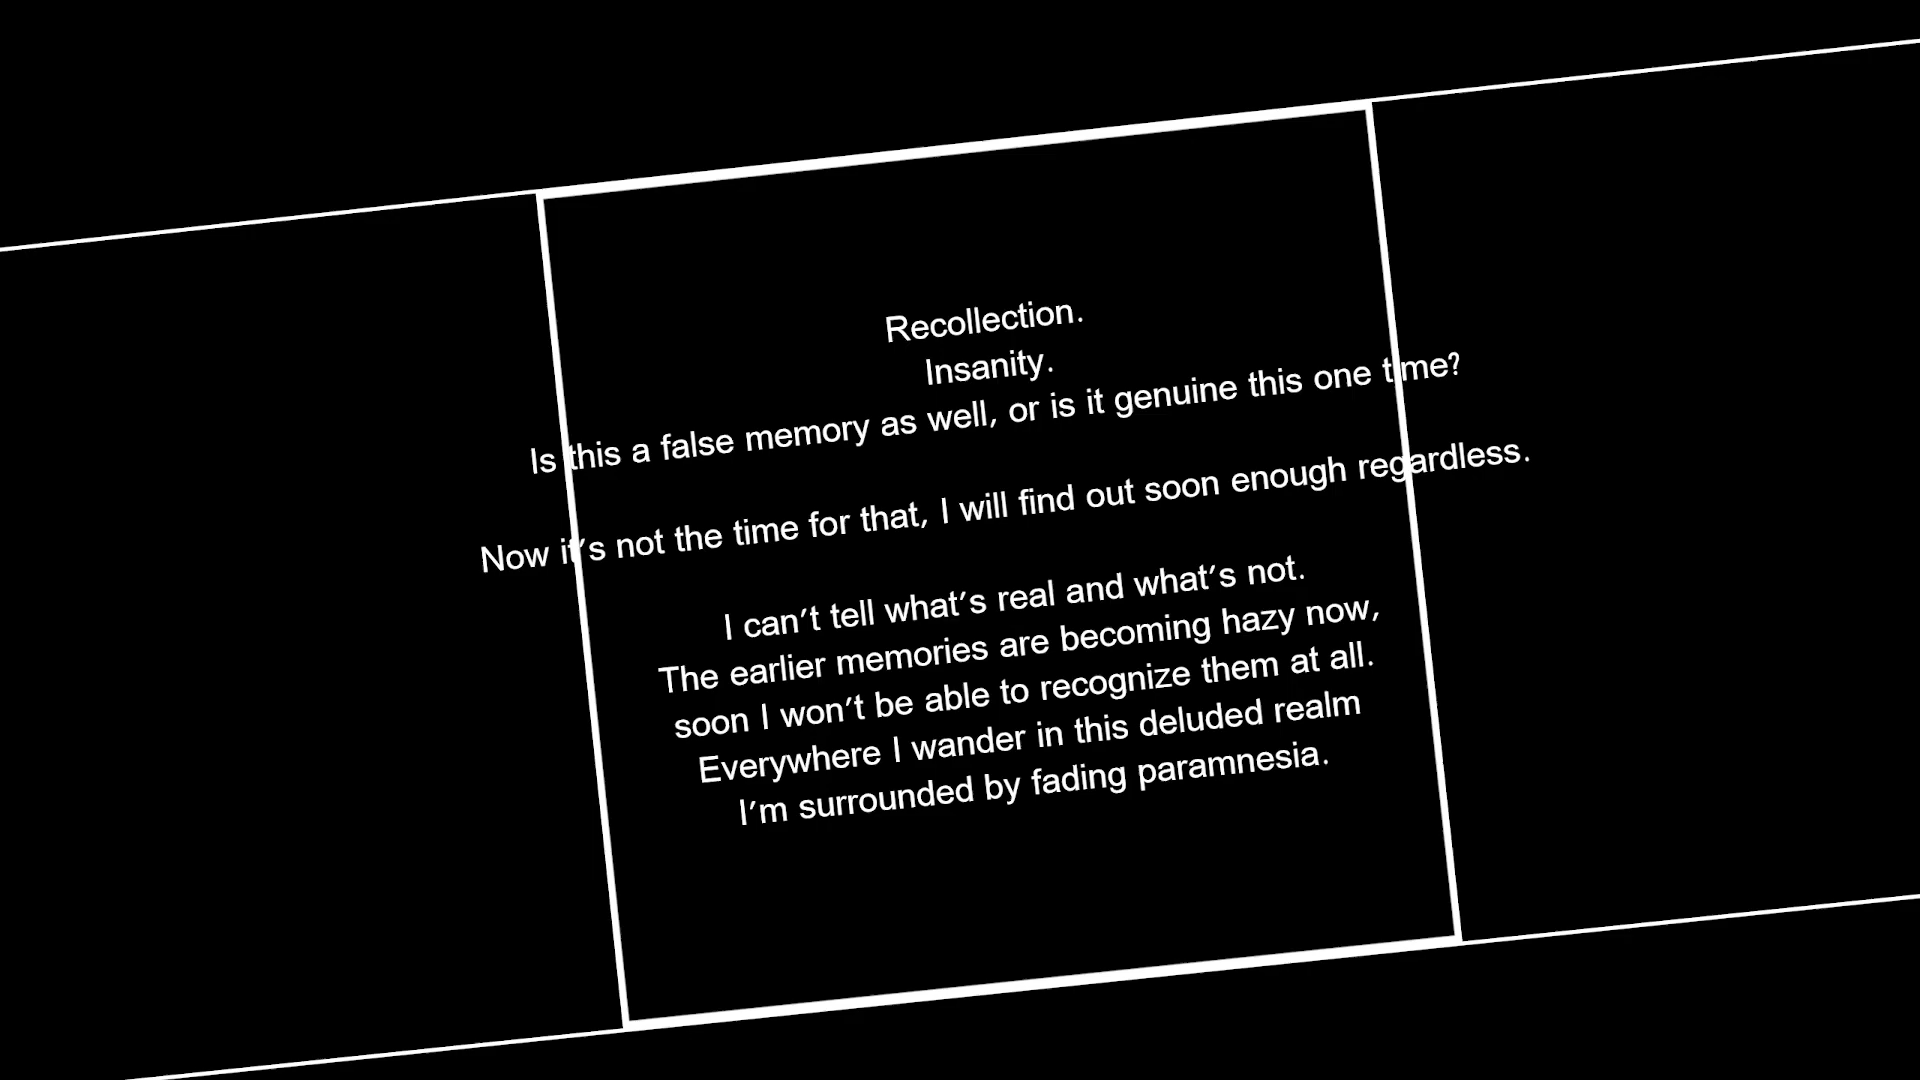 Recollection.
Insanity.
Is this a false memory as well, or is it genuine this one time?
Now it’s not the time for that, I will find out soon enough regardless.
I can’t tell what’s real and what’s not.
The earlier memories are becoming hazy now,
soon I won’t be able to recognize them at all.
Everywhere I wander in this deluded realm
I’m surrounded by fading paramnesia.